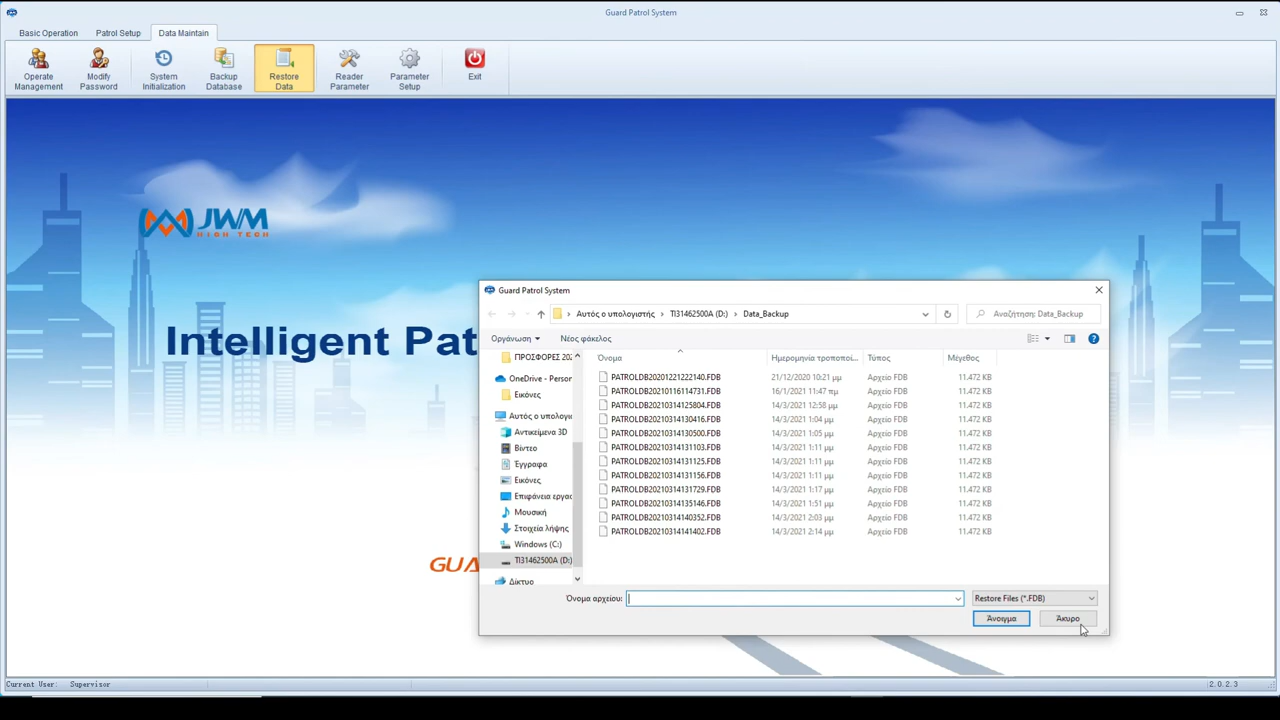 Guard Patrol System
Basic Operation Patrol Setup Data Maintain
Operate Management
Modify Password
System Initialization
Backup Database
Restore Data
Reader Parameter
Parameter Setup
Exit
JWM
HIGH TECH
Intelligent Pat
GUA
Guard Patrol System
Αυτός ο υπολογιστής > TI31462500A (D:) > Data_Backup
Αναζήτηση: Data_Backup
Οργάνωση Νέος φάκελος
ΠΡΟΣΦΟΡΕΣ 202
OneDrive - Person
Εικόνες
Αυτός ο υπολογι
Αντικείμενα 3D
Βίντεο
Έγγραφα
Εικόνες
Επιφάνεια εργασ
Μουσική
Στοιχεία λήψης
Windows (C:)
TI31462500A (D:)
Δίκτυο
Όνομα Ημερομηνία τροποποί... Τύπος Μέγεθος
PATROLDB20201221222140.FDB 21/12/2020 10:21 μμ Αρχείο FDB 11.472 KB
PATROLDB20210116114731.FDB 16/1/2021 11:47 πμ Αρχείο FDB 11.472 KB
PATROLDB20210314125804.FDB 14/3/2021 12:58 μμ Αρχείο FDB 11.472 KB
PATROLDB20210314130416.FDB 14/3/2021 1:04 μμ Αρχείο FDB 11.472 KB
PATROLDB20210314130500.FDB 14/3/2021 1:05 μμ Αρχείο FDB 11.472 KB
PATROLDB20210314131103.FDB 14/3/2021 1:11 μμ Αρχείο FDB 11.472 KB
PATROLDB20210314131125.FDB 14/3/2021 1:11 μμ Αρχείο FDB 11.472 KB
PATROLDB20210314131156.FDB 14/3/2021 1:11 μμ Αρχείο FDB 11.472 KB
PATROLDB20210314131729.FDB 14/3/2021 1:17 μμ Αρχείο FDB 11.472 KB
PATROLDB20210314135146.FDB 14/3/2021 1:51 μμ Αρχείο FDB 11.472 KB
PATROLDB20210314140352.FDB 14/3/2021 2:03 μμ Αρχείο FDB 11.472 KB
PATROLDB20210314141402.FDB 14/3/2021 2:14 μμ Αρχείο FDB 11.472 KB
Όνομα αρχείου: Restore Files (*.FDB)
Άνοιγμα Άκυρο
Current User: Supervisor 2.0.2.3